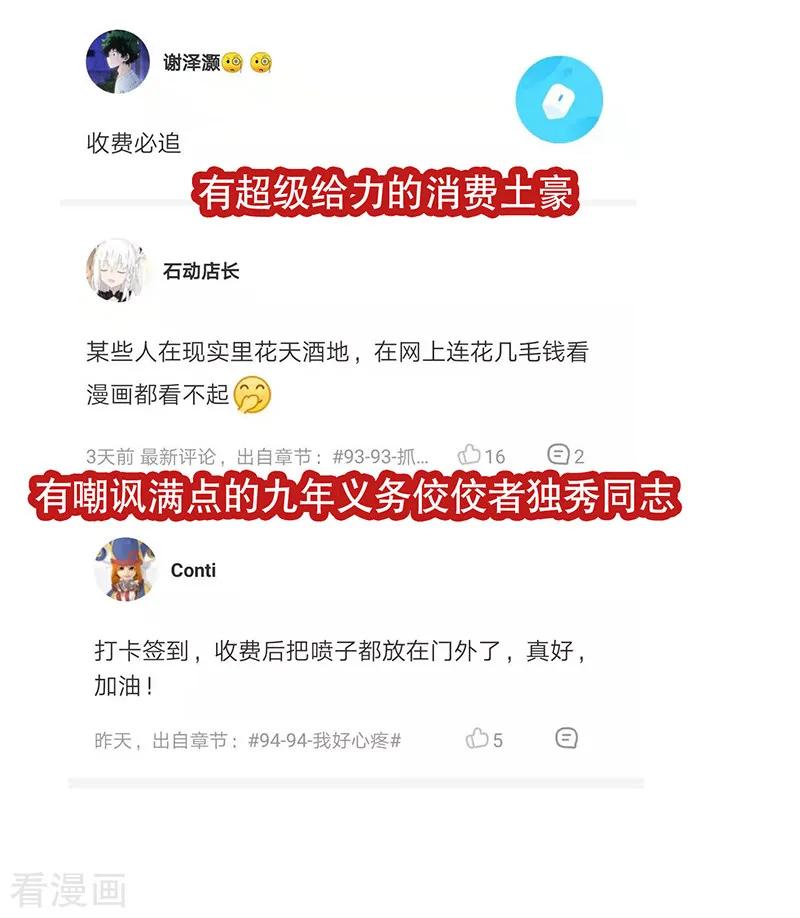 谢泽灏🧐 🧐
收费必追
有超级给力的消费土豪
石动店长
某些人在现实里花天酒地，在网上连花几毛钱看
漫画都看不起🤭
3天前 最新评论，出自章节：#93-93-抓... 16 2
有嘲讽满点的九年义务佼佼者独秀同志
Conti
打卡签到，收费后把喷子都放在门外了，真好，
加油！
昨天，出自章节：#94-94-我好心疼# 5
看漫画